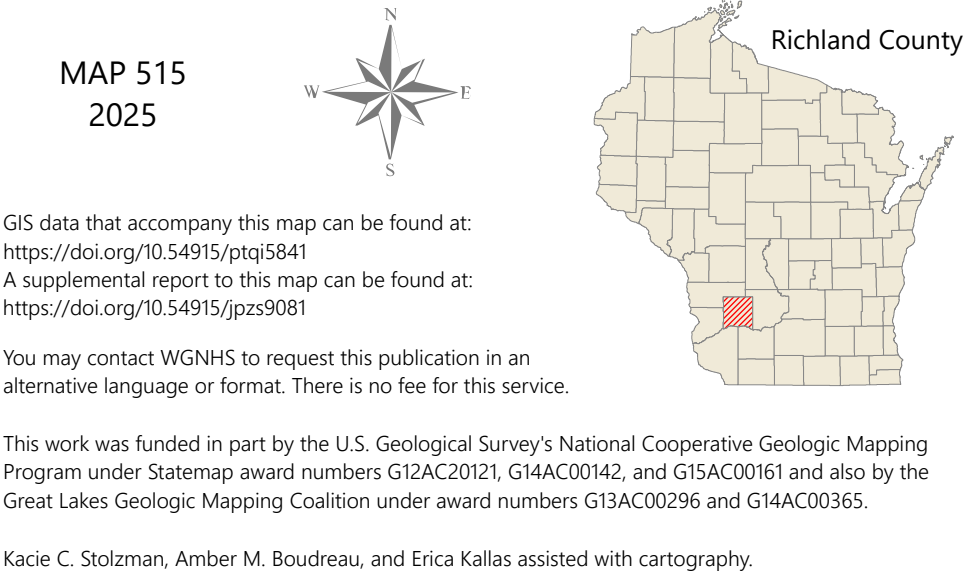 N
Richland County
MAP 515
2025
W
E
S
GIS data that accompany this map can be found at:
https://doi.org/10.54915/ptqi5841
A supplemental report to this map can be found at:
https://doi.org/10.54915/jpzs9081
You may contact WGNHS to request this publication in an
alternative language or format. There is no fee for this service.
This work was funded in part by the U.S. Geological Survey's National Cooperative Geologic Mapping
Program under Statemap award numbers G12AC20121, G14AC00142, and G15AC00161 and also by the
Great Lakes Geologic Mapping Coalition under award numbers G13AC00296 and G14AC00365.
Kacie C. Stolzman, Amber M. Boudreau, and Erica Kallas assisted with cartography.